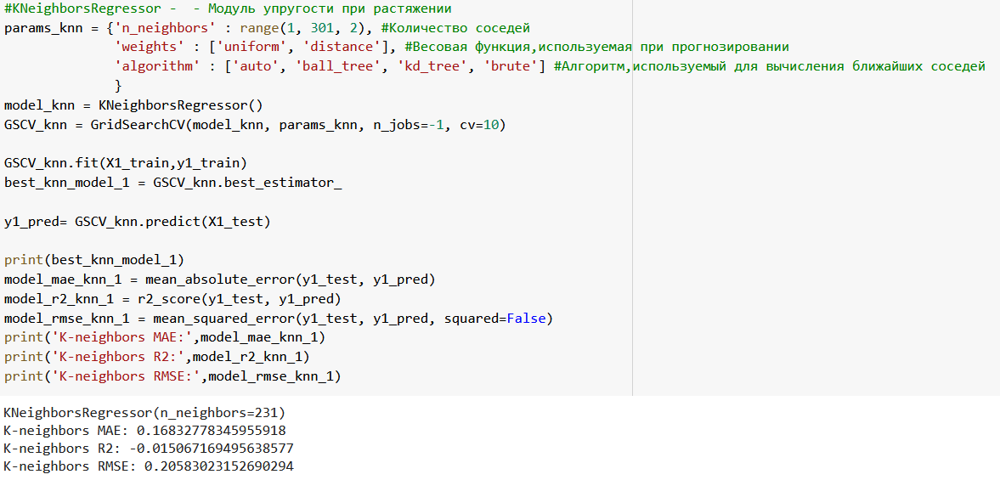 #KNeighborsRegressor -  - Модуль упругости при растяжении
params_knn = {'n_neighbors' : range(1, 301, 2), #Количество соседей
              'weights' : ['uniform', 'distance'], #Весовая функция,используемая при прогнозировании
              'algorithm' : ['auto', 'ball_tree', 'kd_tree', 'brute'] #Алгоритм,используемый для вычисления ближайших соседей
              }
model_knn = KNeighborsRegressor()
GSCV_knn = GridSearchCV(model_knn, params_knn, n_jobs=-1, cv=10)

GSCV_knn.fit(X1_train,y1_train)
best_knn_model_1 = GSCV_knn.best_estimator_

y1_pred= GSCV_knn.predict(X1_test)

print(best_knn_model_1)
model_mae_knn_1 = mean_absolute_error(y1_test, y1_pred)
model_r2_knn_1 = r2_score(y1_test, y1_pred)
model_rmse_knn_1 = mean_squared_error(y1_test, y1_pred, squared=False)
print('K-neighbors MAE:',model_mae_knn_1)
print('K-neighbors R2:',model_r2_knn_1)
print('K-neighbors RMSE:',model_rmse_knn_1)
KNeighborsRegressor(n_neighbors=231)
K-neighbors MAE: 0.16832778345955918
K-neighbors R2: -0.015067169495638577
K-neighbors RMSE: 0.20583023152690294